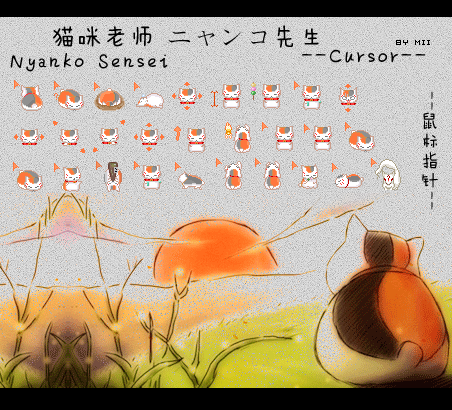 猫咪老师 ニャンコ先生
BY MII
Nyanko Sensei
--Cursor--
--鼠标指针--